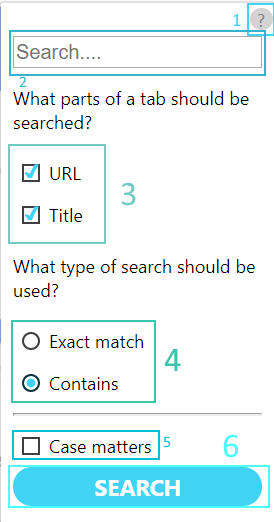 1 ?
Search....
2
What parts of a tab should be
searched?
URL
3
Title
What type of search should be
used?
Exact match
4
Contains
Case matters 5
6
SEARCH